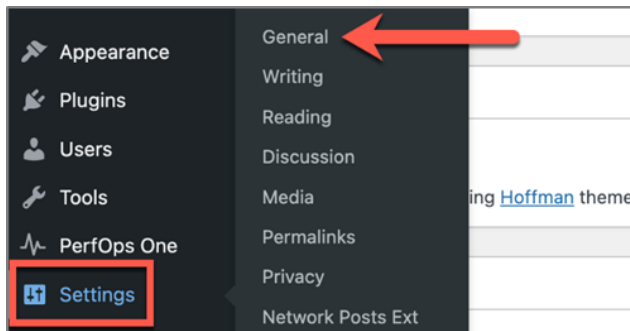 Appearance
Plugins
Users
Tools
PerfOps One
Settings
General
Writing
Reading
Discussion
Media
Permalinks
Privacy
Network Posts Ext
ing Hoffman theme